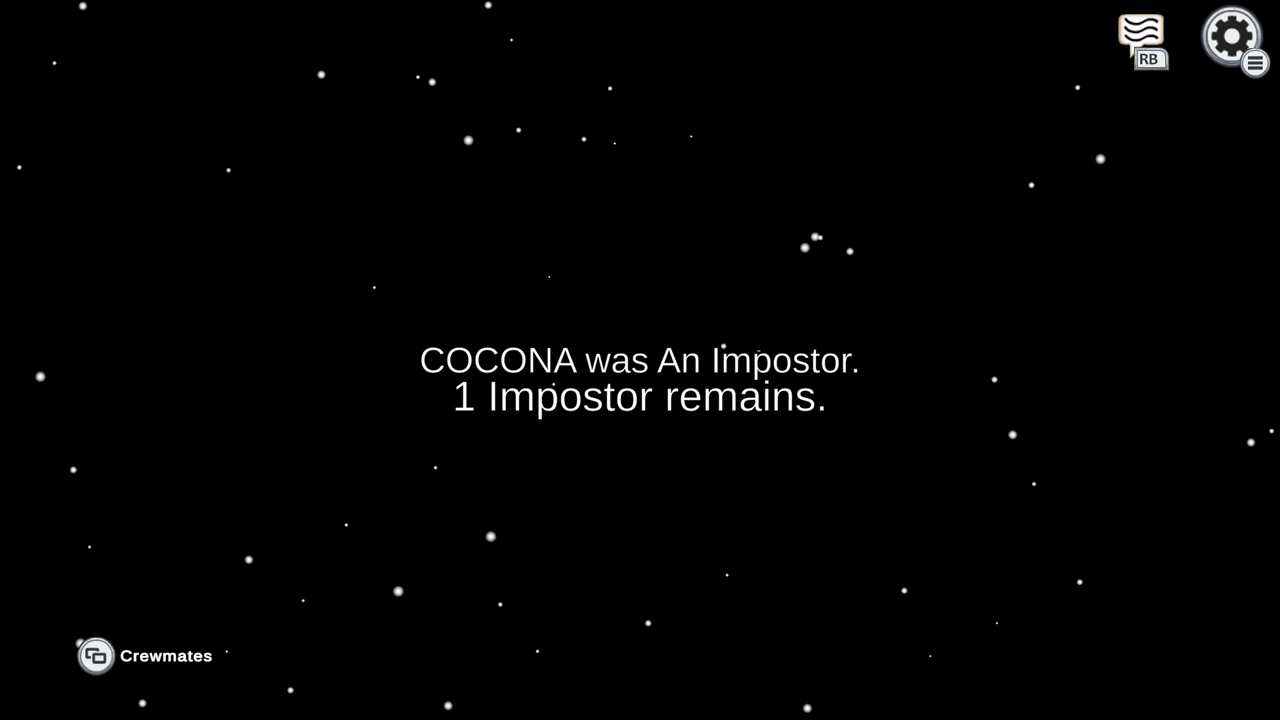 RB
COCONA was An Impostor.
1 Impostor remains.
Crewmates